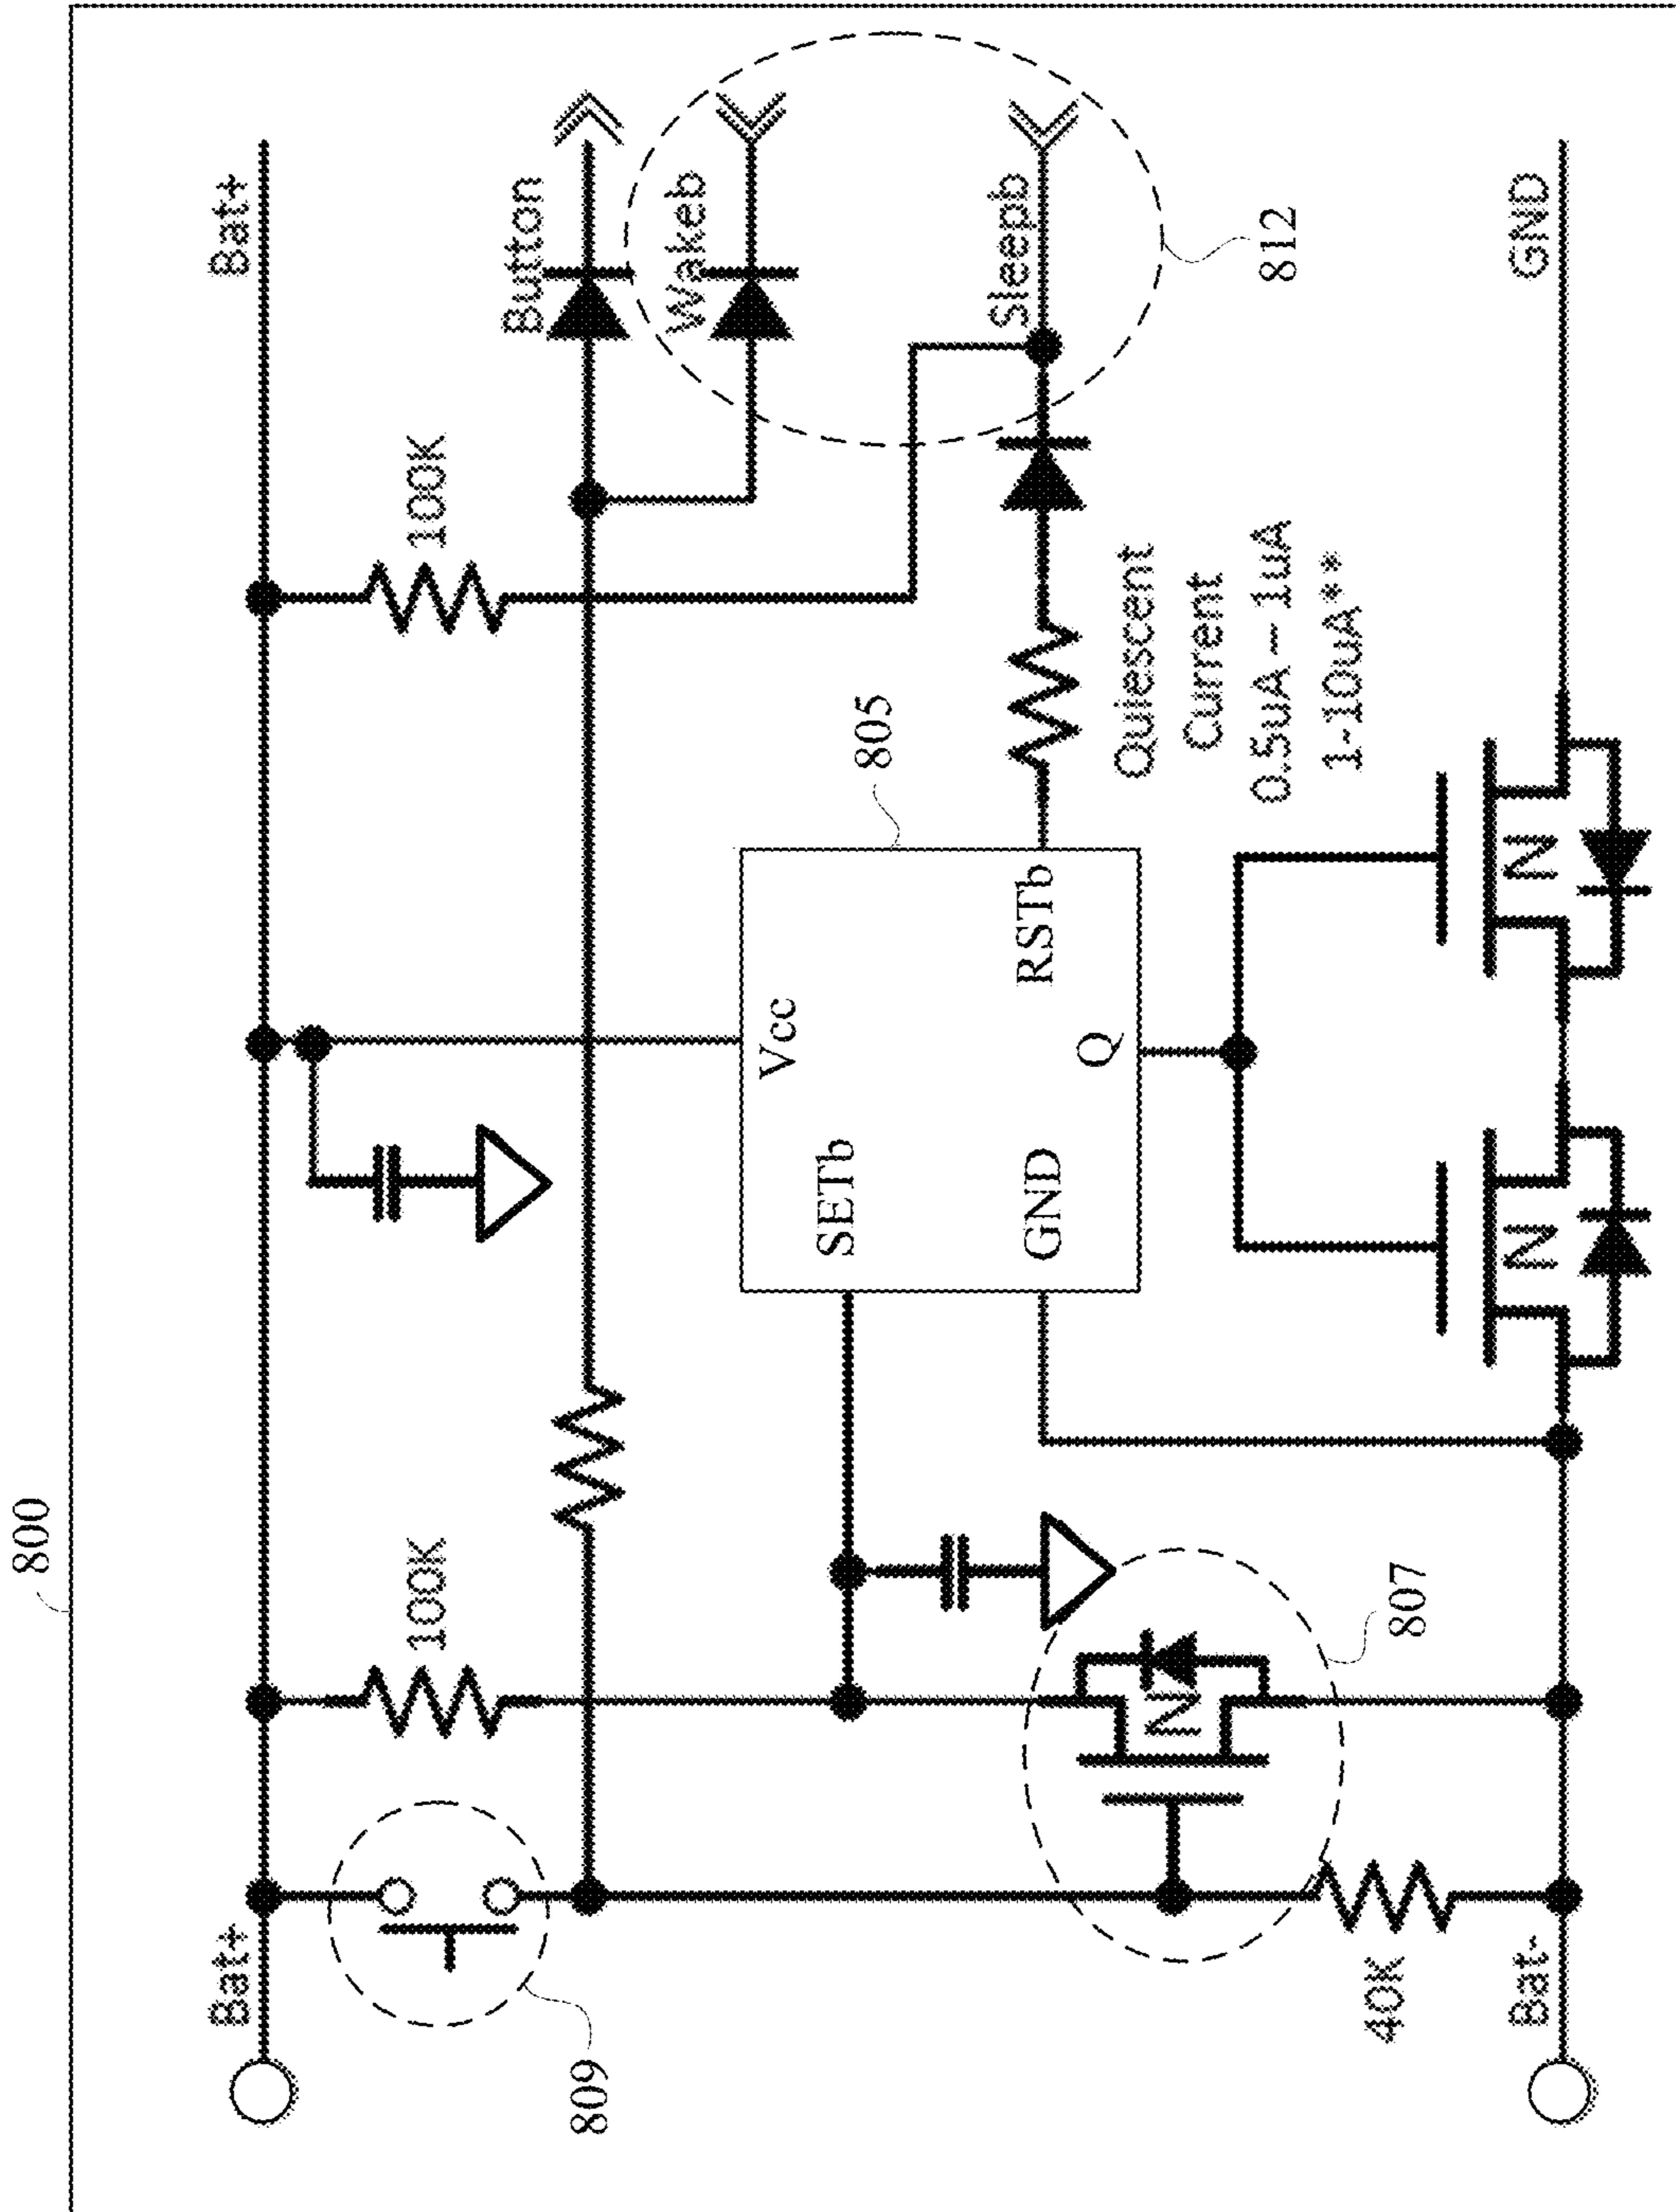 800
Bat+
Bat+
809
100K
100K
Button
Wakeb
Sleepb
812
805
Vcc
SETb
RSTb
GND
Q
Quiescent
Current
0.5uA – 1uA
1-10uA**
807
N
40K
N
N
Bat-
GND